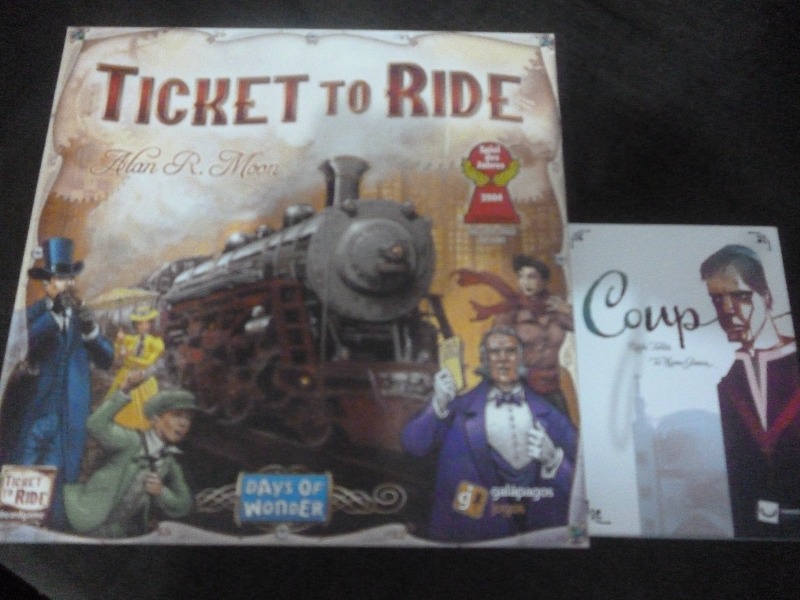 TICKET TO RIDE
Alan R. Moon
Spiel
des
Jahres
2004
TICKET
TO RIDE
DAYS OF
WONDER
galápagos
jogos
Coup